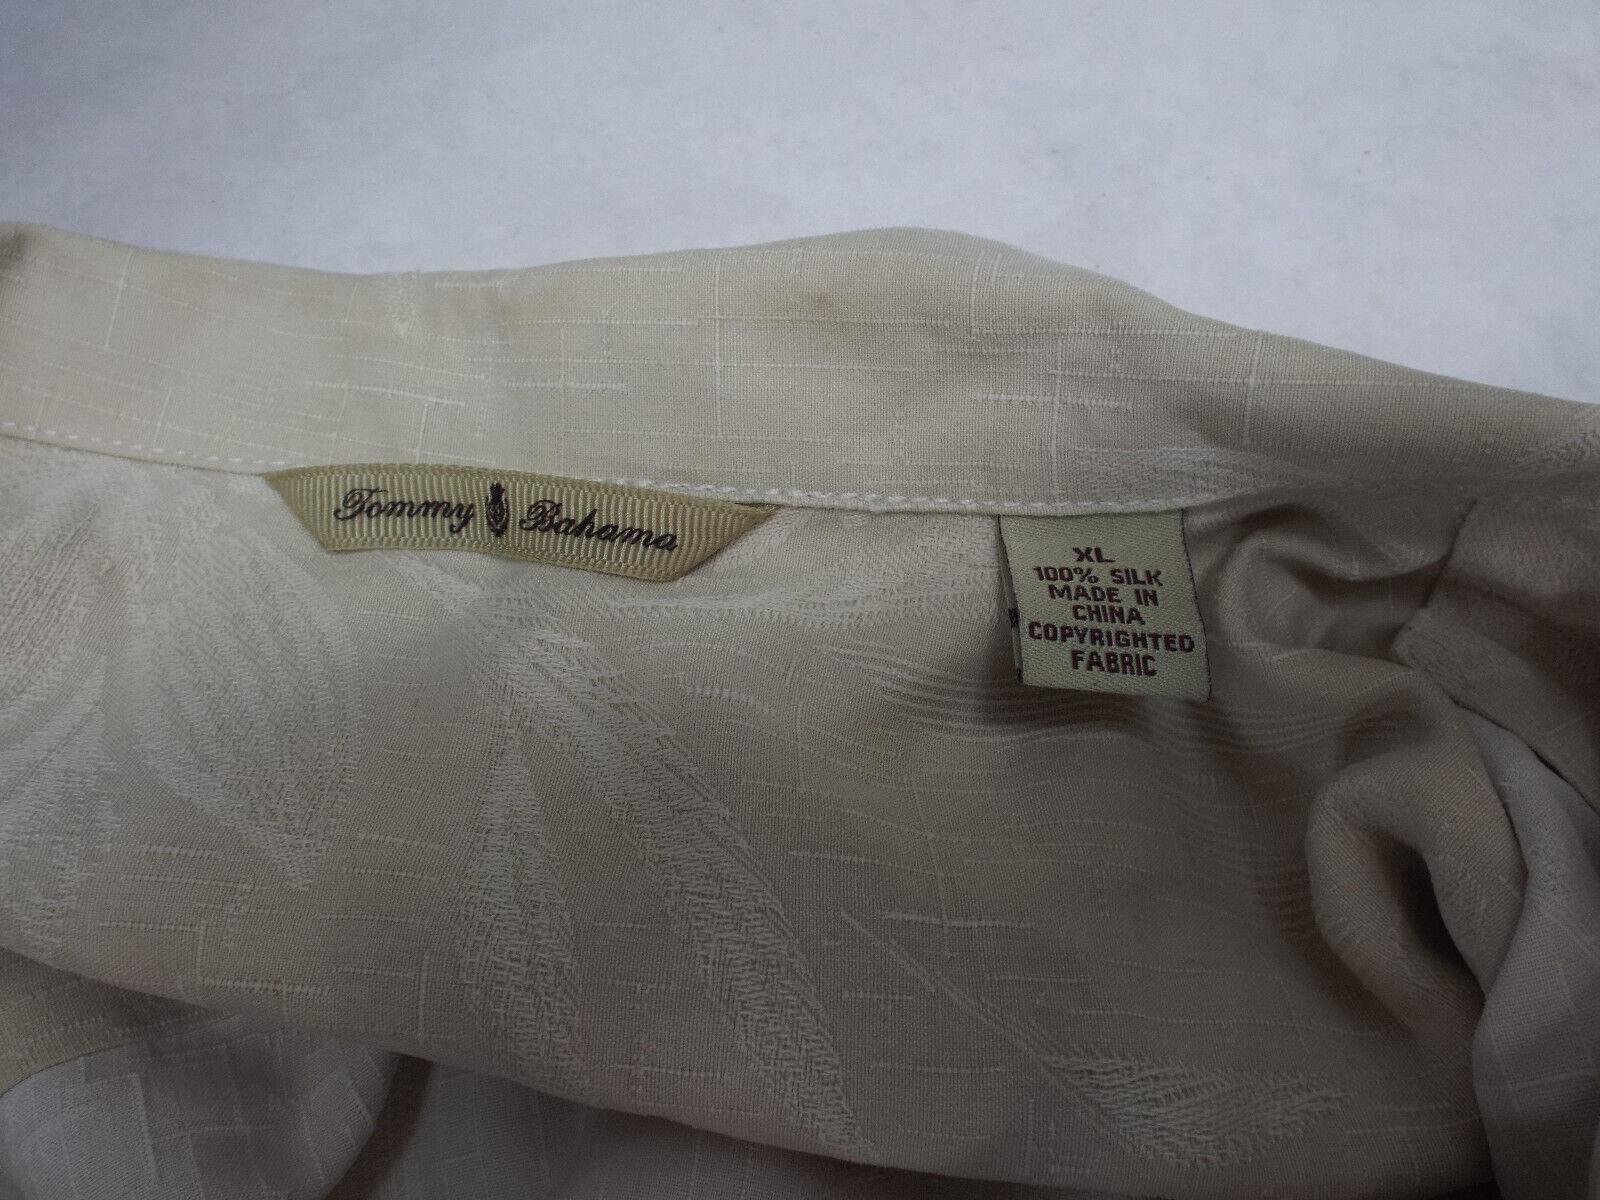 Tommy Bahama
XL
100% SILK
MADE IN
CHINA
COPYRIGHTED
FABRIC